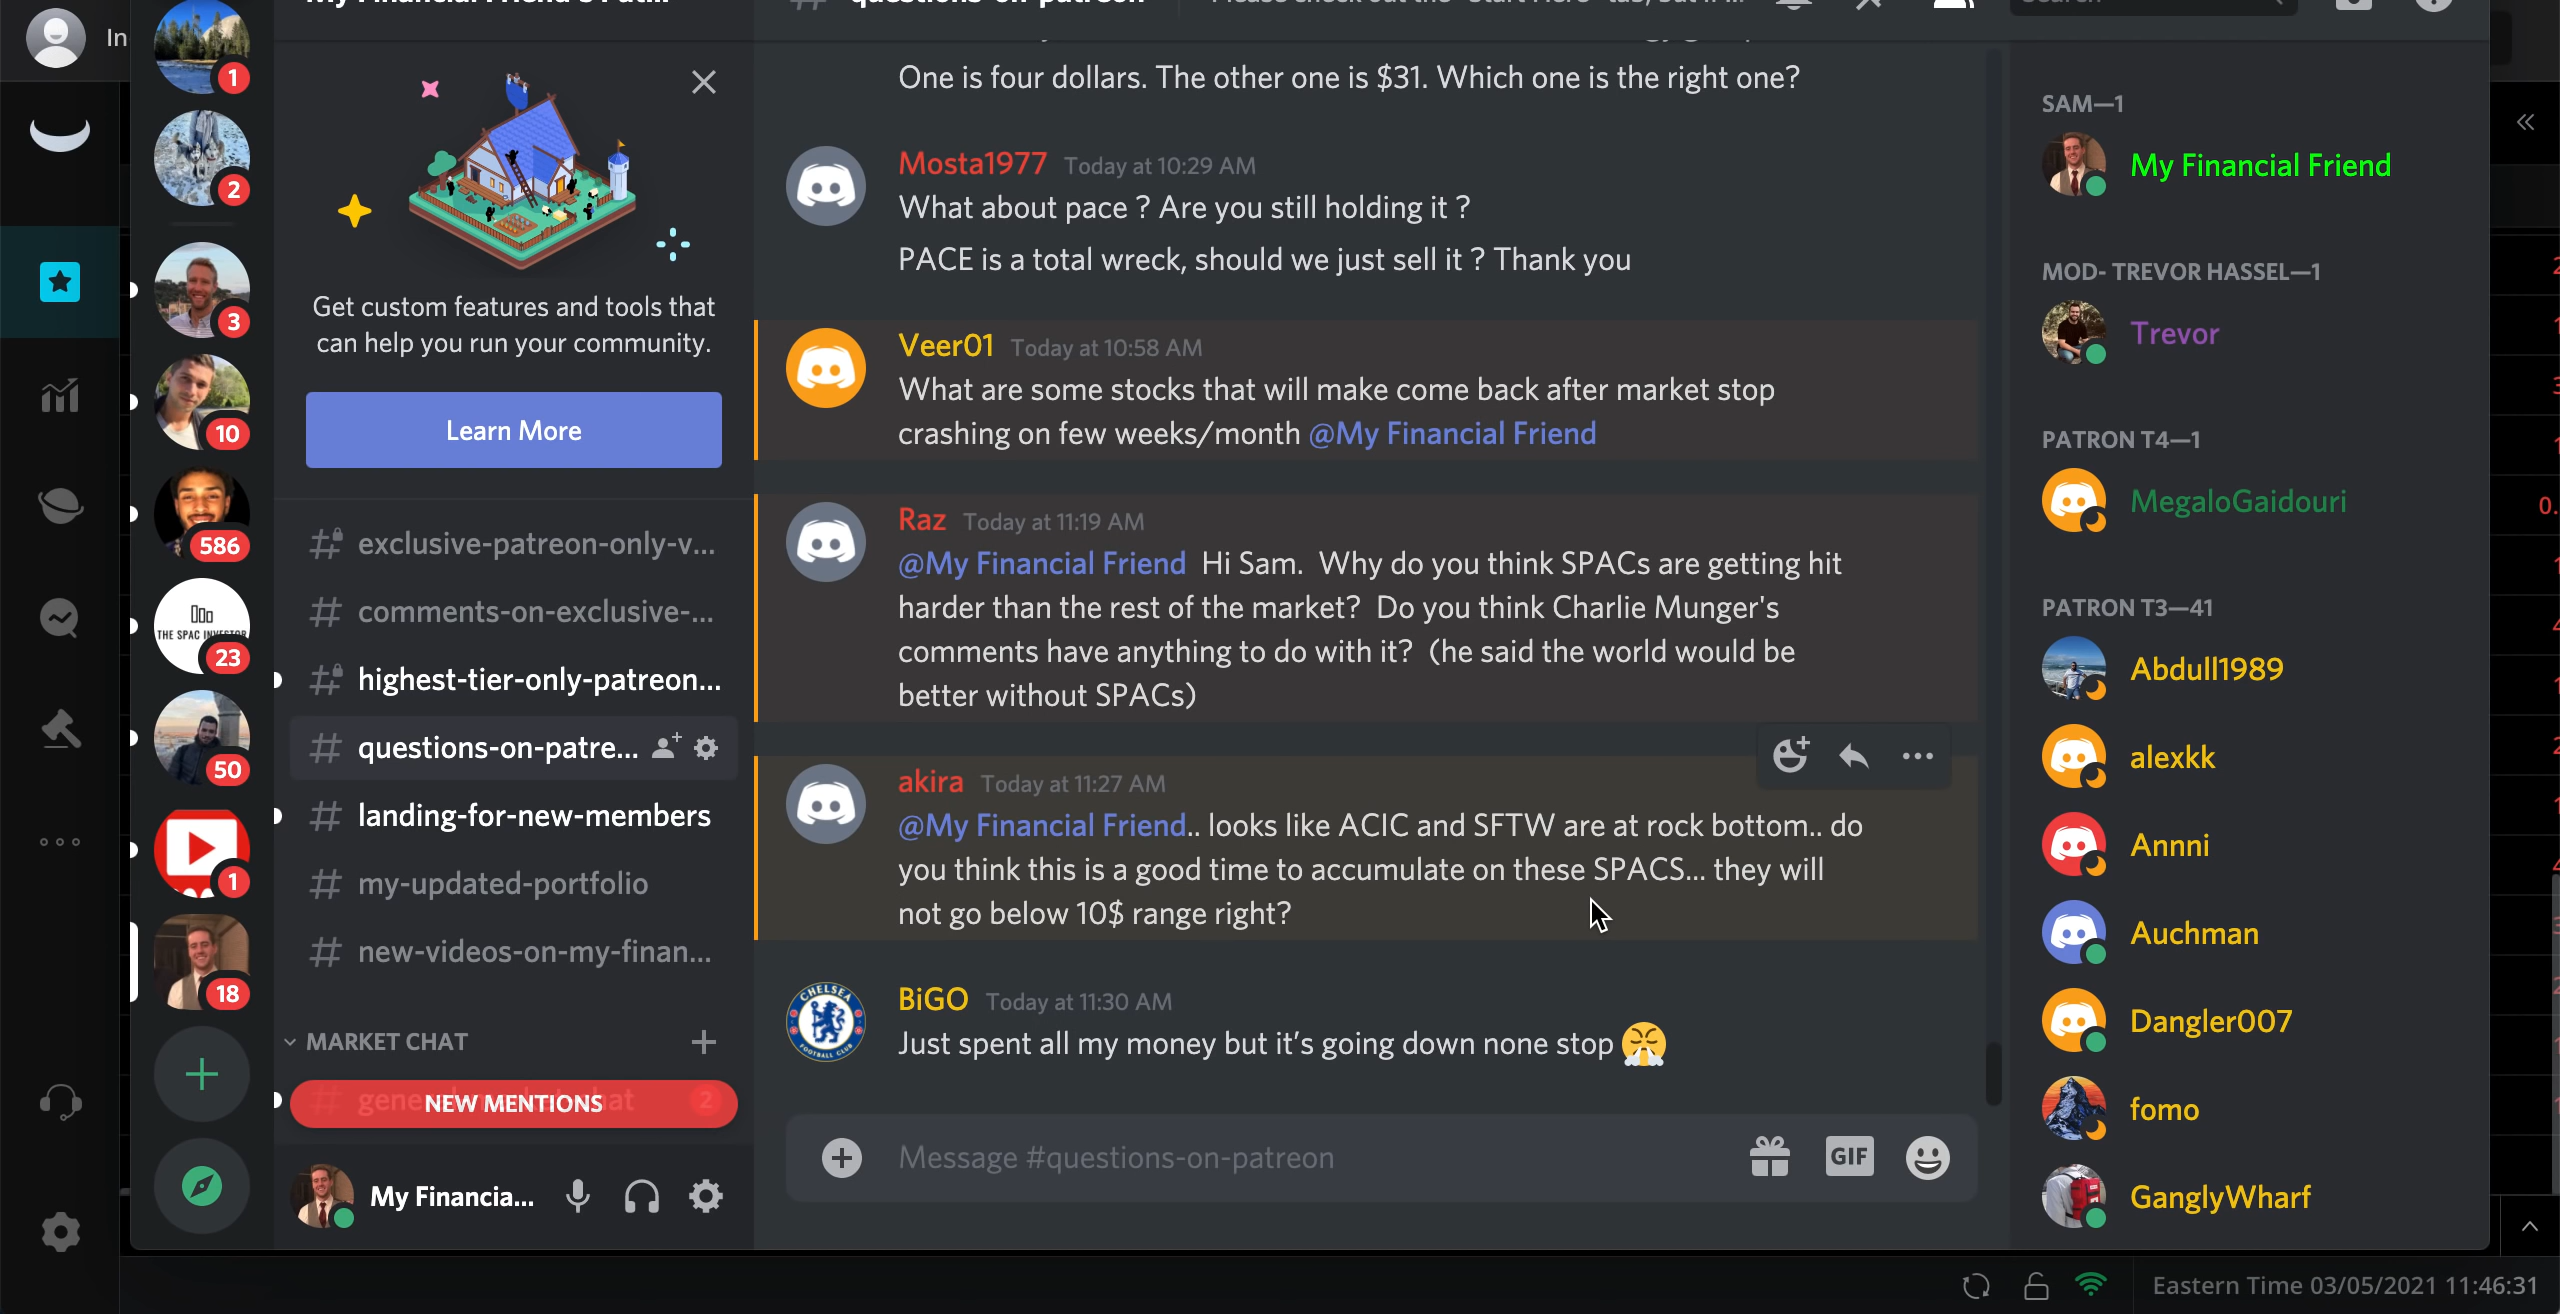 In
1
2
3
10
586
THE SPAC INVESTOR
23
50
1
18
Get custom features and tools that
can help you run your community.
Learn More
exclusive-patreon-only-v...
comments-on-exclusive-...
highest-tier-only-patreon...
questions-on-patre...
landing-for-new-members
my-updated-portfolio
new-videos-on-my-finan...
MARKET CHAT
NEW MENTIONS
2
My Financia...
questions-on-patreon
One is four dollars. The other one is $31. Which one is the right one?
Mosta1977 Today at 10:29 AM
What about pace ? Are you still holding it ?
PACE is a total wreck, should we just sell it ? Thank you
Veer01 Today at 10:58 AM
What are some stocks that will make come back after market stop
crashing on few weeks/month @My Financial Friend
Raz Today at 11:19 AM
@My Financial Friend Hi Sam. Why do you think SPACs are getting hit
harder than the rest of the market? Do you think Charlie Munger's
comments have anything to do with it? (he said the world would be
better without SPACs)
akira Today at 11:27 AM
@My Financial Friend.. looks like ACIC and SFTW are at rock bottom.. do
you think this is a good time to accumulate on these SPACS... they will
not go below 10$ range right?
CHELSEA
FOOTBALL CLUB
BiGO Today at 11:30 AM
Just spent all my money but it's going down none stop
Message #questions-on-patreon
GIF
SAM—1
My Financial Friend
MOD- TREVOR HASSEL—1
Trevor
PATRON T4—1
MegaloGaidouri
PATRON T3—41
Abdull1989
alexkk
Annni
Auchman
Dangler007
fomo
GanglyWharf
0.
Eastern Time 03/05/2021 11:46:31